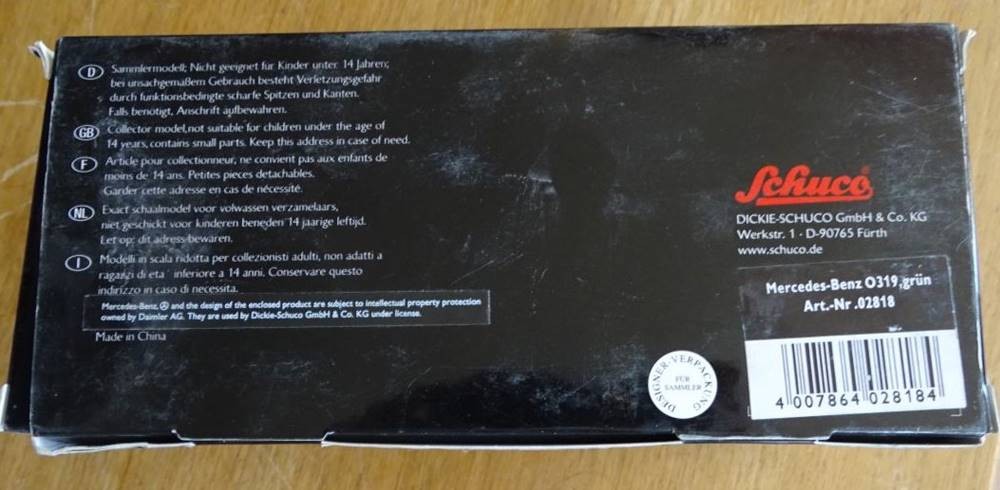 D Sammlermodell; Nicht geeignet für Kinder unter 14 Jahren;
bei unsachgemäßem Gebrauch besteht Verletzungsgefahr
durch funktionsbedingte scharfe Spitzen und Kanten.
Falls benötigt, Anschrift aufbewahren.
GB Collector model,not suitable for children under the age of
14 years, contains small parts. Keep this address in case of need.
F Article pour collectionneur, ne convient pas aux enfants de
moins de 14 ans. Petites pieces detachables.
Garder cette adresse en cas de nécessité.
NL Exact schaalmodel voor volwassen verzamelaars,
niet geschikt voor kinderen beneden 14 jaarige leftijd.
Let op: dit adress bewaren.
I Modelli in scala ridotta per collezionisti adulti, non adatti a
ragazzi di eta´ inferiore a 14 anni. Conservare questo
indirizzo in caso di necessita.
Mercedes-Benz, and the design of the enclosed product are subject to intellectual property protection
owned by Daimler AG. They are used by Dickie-Schuco GmbH & Co. KG under license.
Made in China
Schuco
DICKIE-SCHUCO GmbH & Co. KG
Werkstr. 1 · D-90765 Fürth
www.schuco.de
Mercedes-Benz O319,grün
Art.-Nr.02818
4 007864 028184
DESIGNER-VERPACKUNG
FÜR
SAMMLER